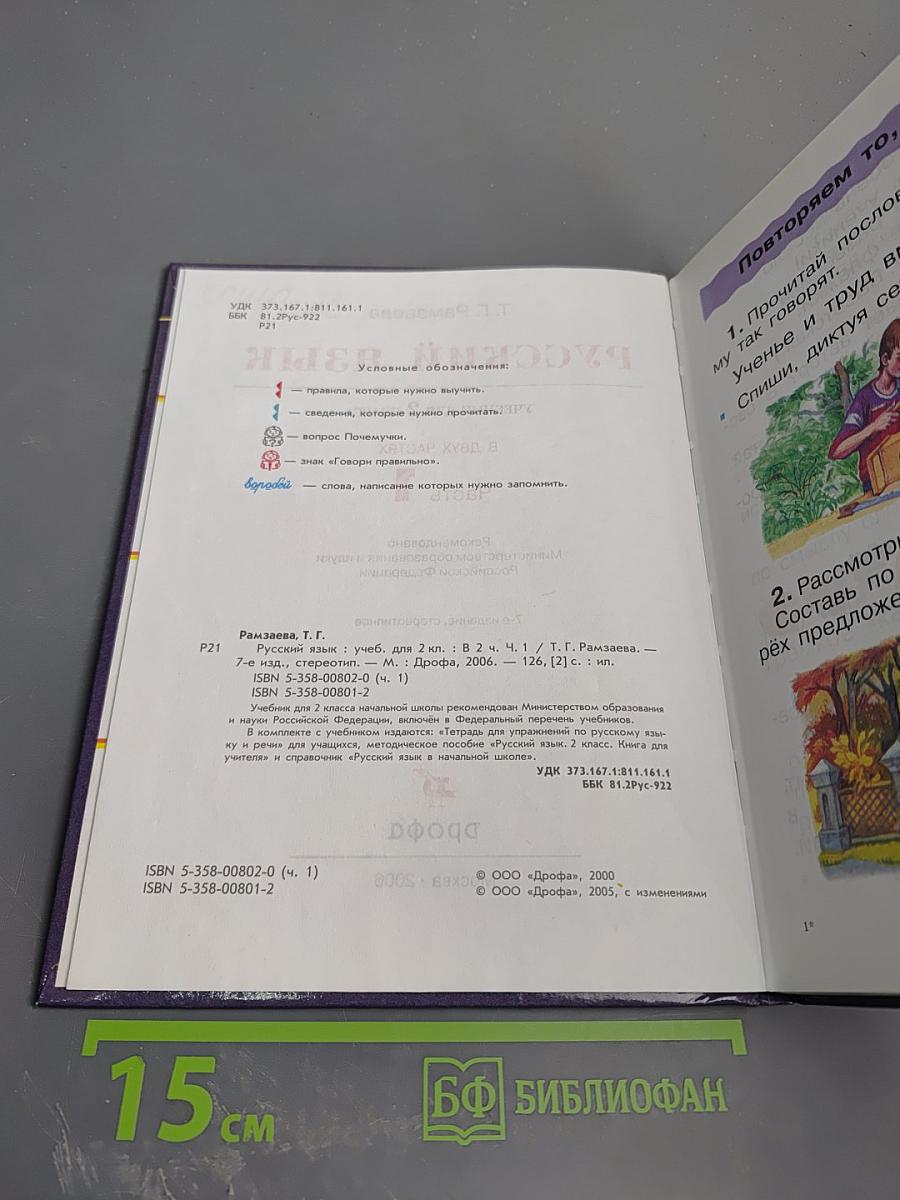 УДК 373.167.1:811.161.1
ББК 81.2Рус-922
Р21
Условные обозначения:
— правила, которые нужно выучить.
— сведения, которые нужно прочитать.
— вопрос Почемучки.
— знак «Говори правильно».
воробей — слова, написание которых нужно запомнить.
Рамзаева, Т. Г.
Р21 Русский язык : учеб. для 2 кл. : В 2 ч. Ч. 1 / Т. Г. Рамзаева. —
7-е изд., стереотип. — М. : Дрофа, 2006. — 126, [2] с. : ил.
ISBN 5-358-00802-0 (ч. 1)
ISBN 5-358-00801-2
Учебник для 2 класса начальной школы рекомендован Министерством образования
и науки Российской Федерации, включён в Федеральный перечень учебников.
В комплекте с учебником издаются: «Тетрадь для упражнений по русскому язы-
ку и речи» для учащихся, методическое пособие «Русский язык. 2 класс. Книга для
учителя» и справочник «Русский язык в начальной школе».
УДК 373.167.1:811.161.1
ББК 81.2Рус-922
ISBN 5-358-00802-0 (ч. 1)
ISBN 5-358-00801-2
© ООО «Дрофа», 2000
© ООО «Дрофа», 2005, с изменениями
Повторяем то,
1. Прочитай
му так говорят.
Ученье и труд
Спиши, диктуя
2.
Составь по
рёх
1*
15 см
БФ БИБЛИОФАН